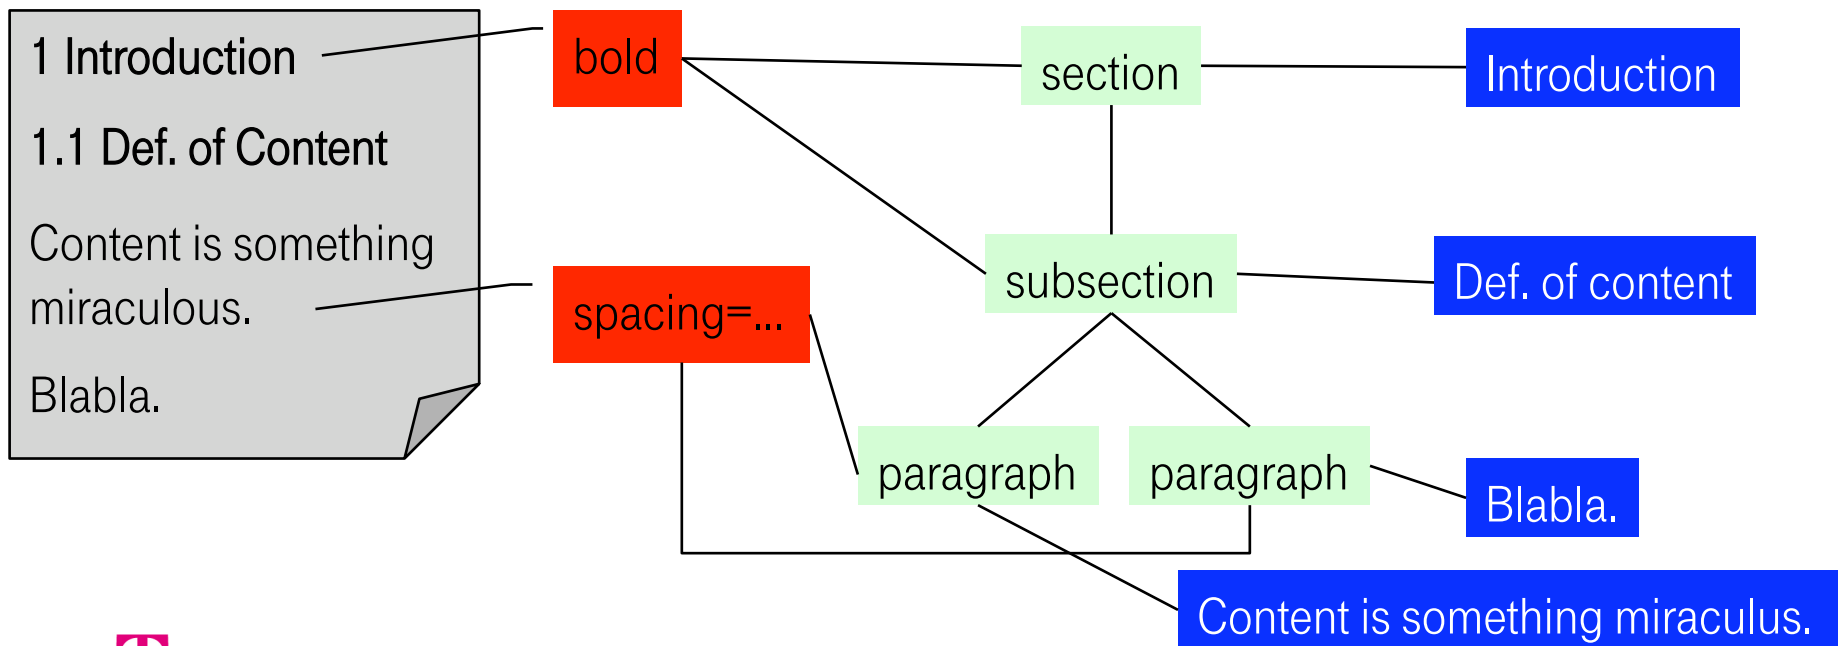 1 Introduction
1.1 Def. of Content
Content is something
miraculous.
Blabla.
bold
spacing=...
section
subsection
paragraph
paragraph
Introduction
Def. of content
Blabla.
Content is something miraculus.